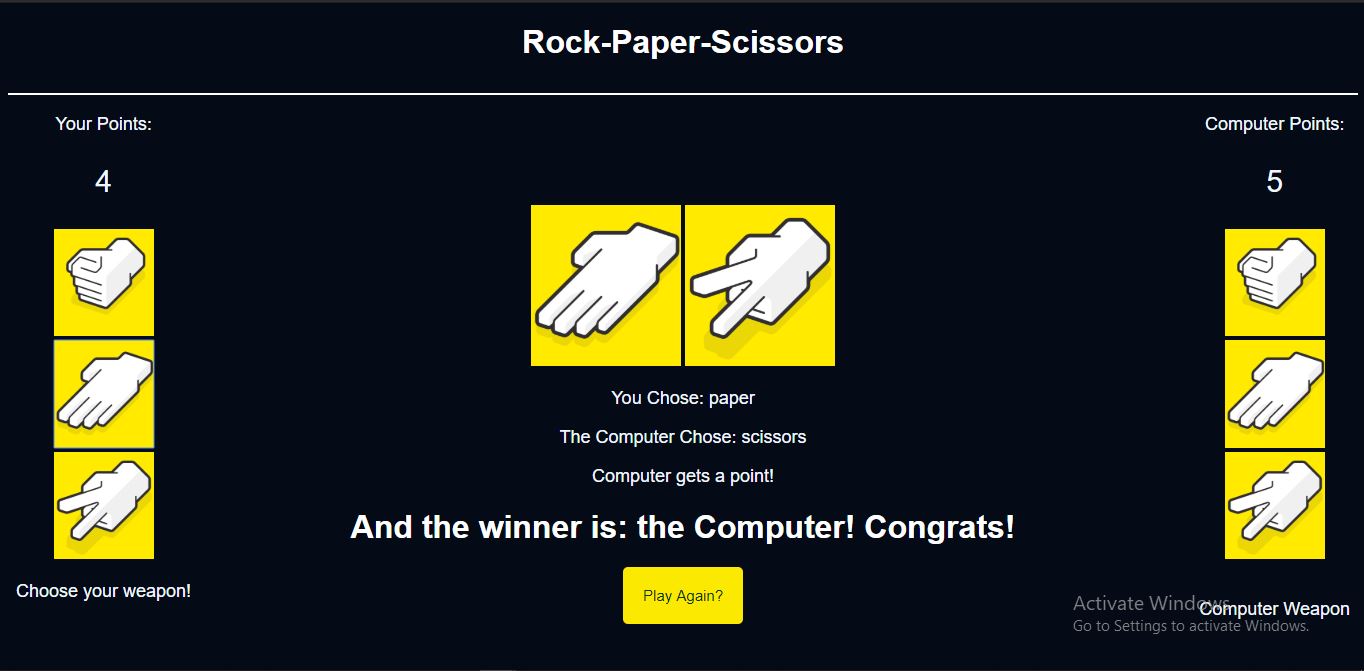 Rock-Paper-Scissors
Your Points:
4
Computer Points:
5
You Chose: paper
The Computer Chose: scissors
Computer gets a point!
And the winner is: the Computer! Congrats!
Play Again?
Choose your weapon!
Computer Weapon
Activate Windows
Go to Settings to activate Windows.